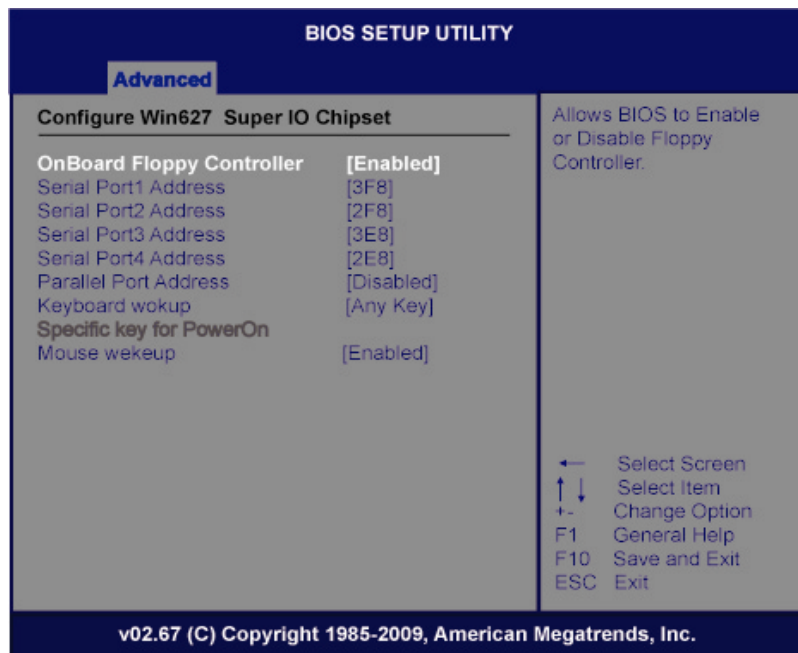 BIOS SETUP UTILITY
Advanced
Configure Win627 Super IO Chipset
OnBoard Floppy Controller [Enabled]
Serial Port1 Address [3F8]
Serial Port2 Address [2F8]
Serial Port3 Address [3E8]
Serial Port4 Address [2E8]
Parallel Port Address [Disabled]
Keyboard wokup [Any Key]
Specific key for PowerOn
Mouse wekeup [Enabled]
Allows BIOS to Enable
or Disable Floppy
Controller.
← Select Screen
↑ ↓ Select Item
+- Change Option
F1 General Help
F10 Save and Exit
ESC Exit
v02.67 (C) Copyright 1985-2009, American Megatrends, Inc.